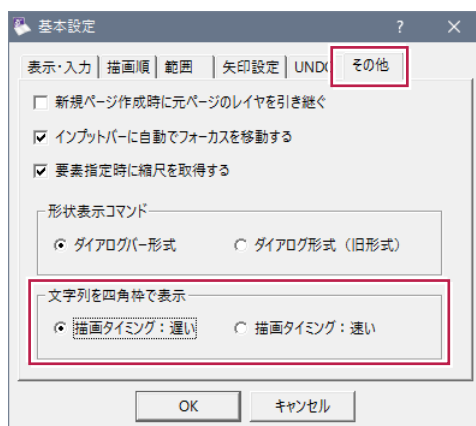 基本設定
表示・入力 描画順 範囲 矢印設定 UNDO その他
新規ページ作成時に元ページのレイヤを引き継ぐ
インプットバーに自動でフォーカスを移動する
要素指定時に縮尺を取得する
形状表示コマンド
ダイアログバー形式 ダイアログ形式（旧形式）
文字列を四角枠で表示
描画タイミング：遅い 描画タイミング：速い
OK キャンセル